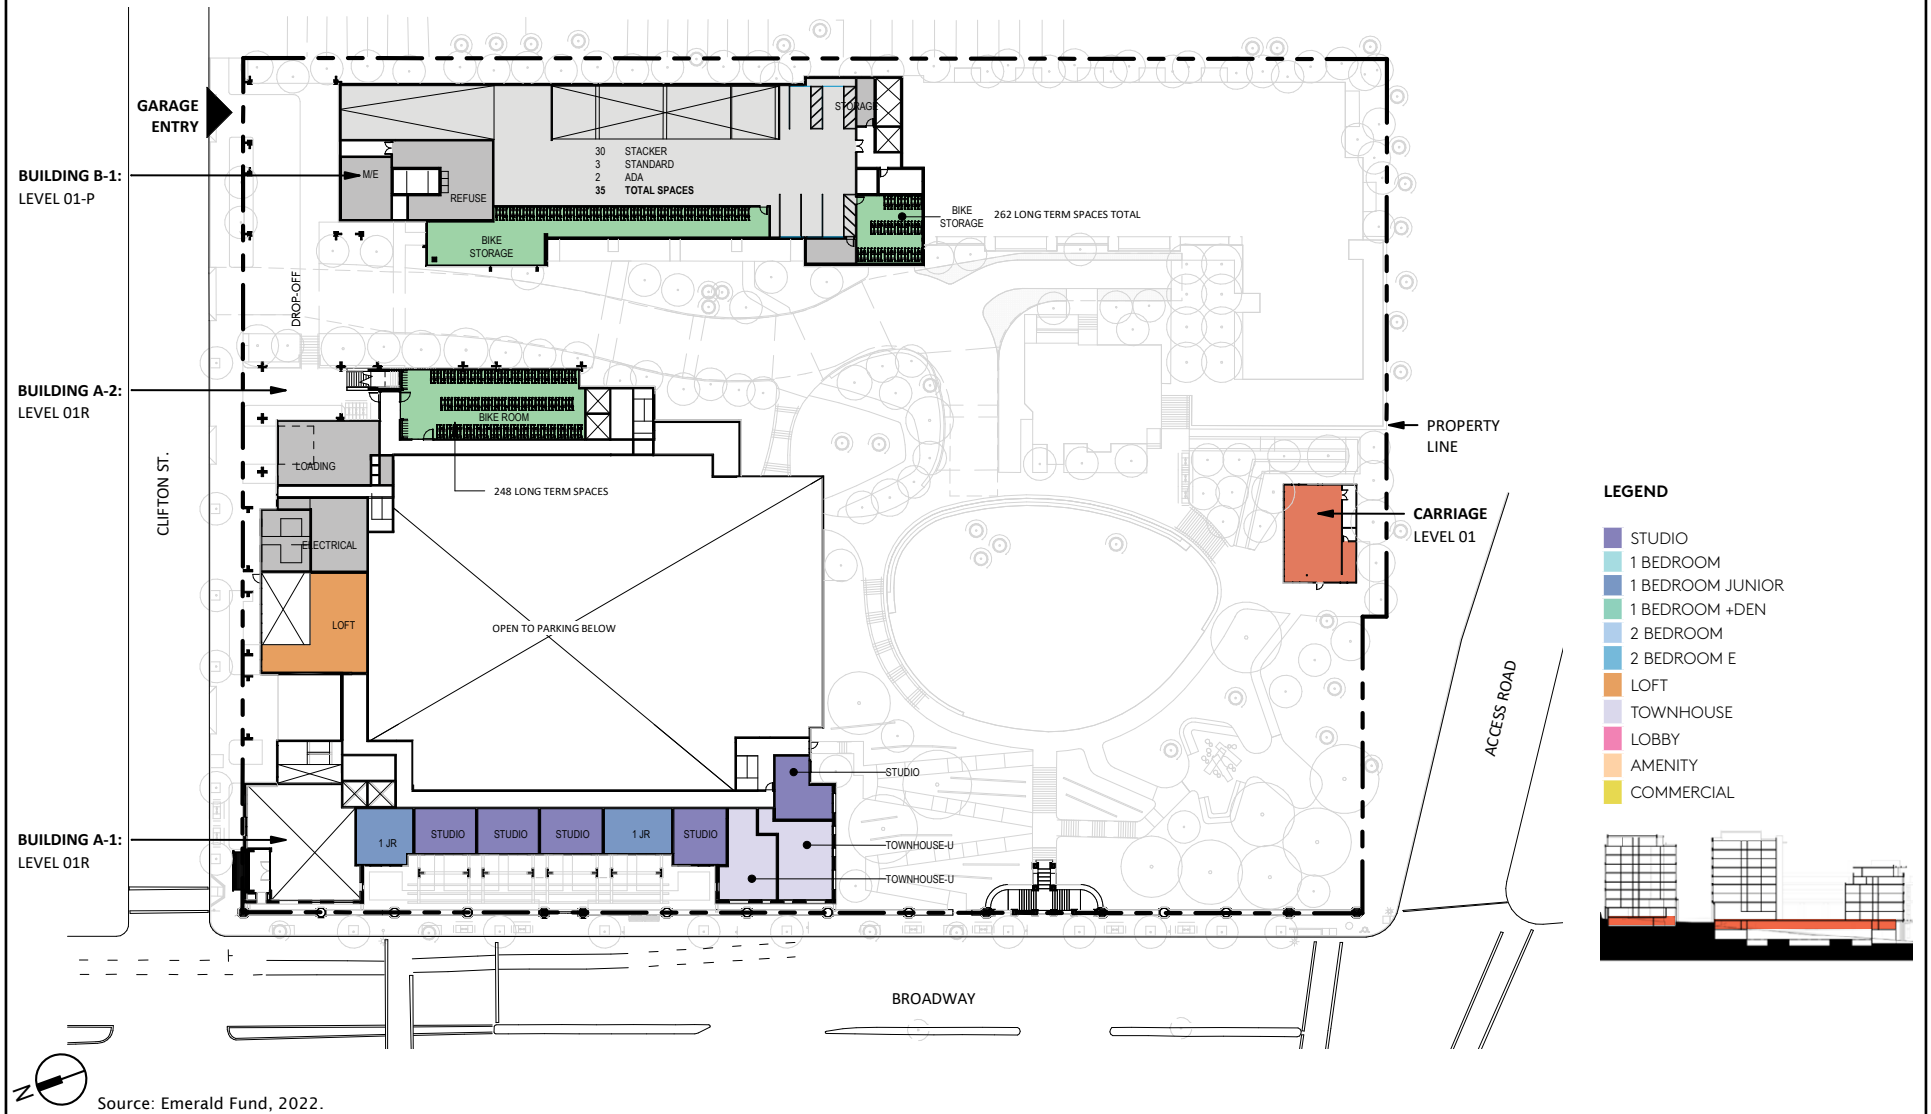 GARAGE
ENTRY
BUILDING B-1:
LEVEL 01-P
BUILDING A-2:
LEVEL 01R
BUILDING A-1:
LEVEL 01R
CLIFTON ST.
DROP-OFF
STORAGE
30 STACKER
3 STANDARD
2 ADA
35 TOTAL SPACES
M/E
REFUSE
BIKE
STORAGE
BIKE
STORAGE
262 LONG TERM SPACES TOTAL
BIKE ROOM
LOADING
248 LONG TERM SPACES
ELECTRICAL
LOFT
OPEN TO PARKING BELOW
PROPERTY
LINE
CARRIAGE
LEVEL 01
ACCESS ROAD
STUDIO
1 JR
STUDIO
STUDIO
STUDIO
1 JR
STUDIO
TOWNHOUSE-U
TOWNHOUSE-U
BROADWAY
LEGEND
STUDIO
1 BEDROOM
1 BEDROOM JUNIOR
1 BEDROOM +DEN
2 BEDROOM
2 BEDROOM E
LOFT
TOWNHOUSE
LOBBY
AMENITY
COMMERCIAL
N
Source: Emerald Fund, 2022.